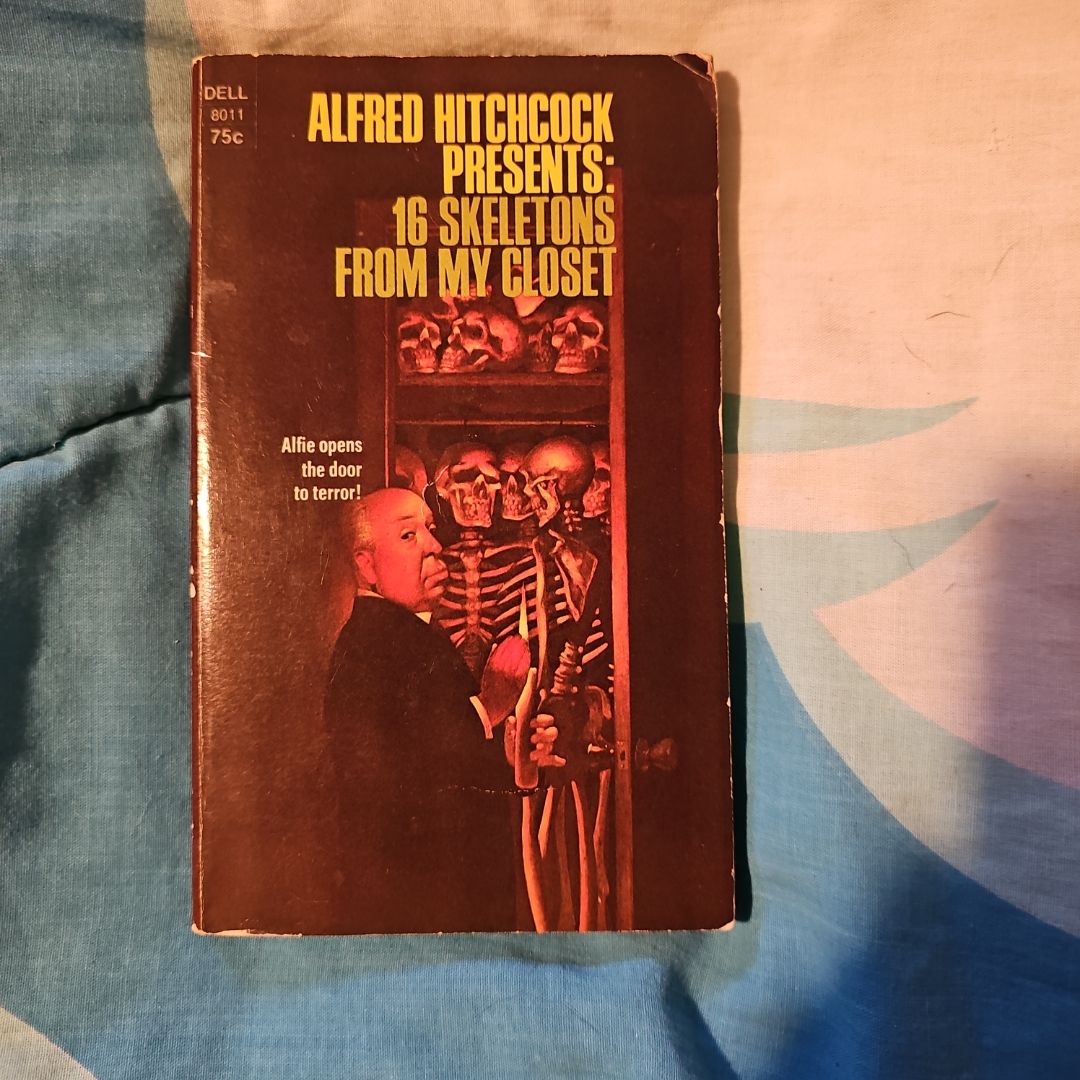 DELL
8011
75c
ALFRED HITCHCOCK
PRESENTS:
16 SKELETONS
FROM MY CLOSET
Alfie opens
the door
to terror!